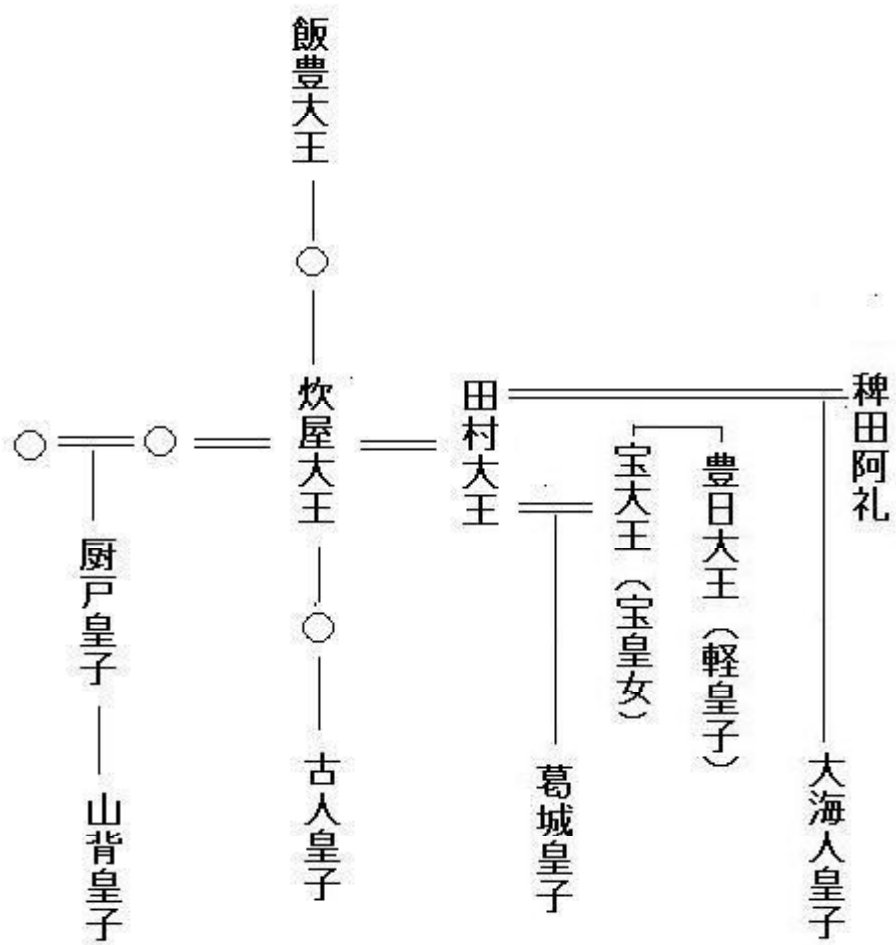 飯豊大王
炊屋大王
田村大王
稗田阿礼
宝大王（宝皇女）
豊日大王（軽皇子）
厨戸皇子
山背皇子
古人皇子
葛城皇子
大海人皇子